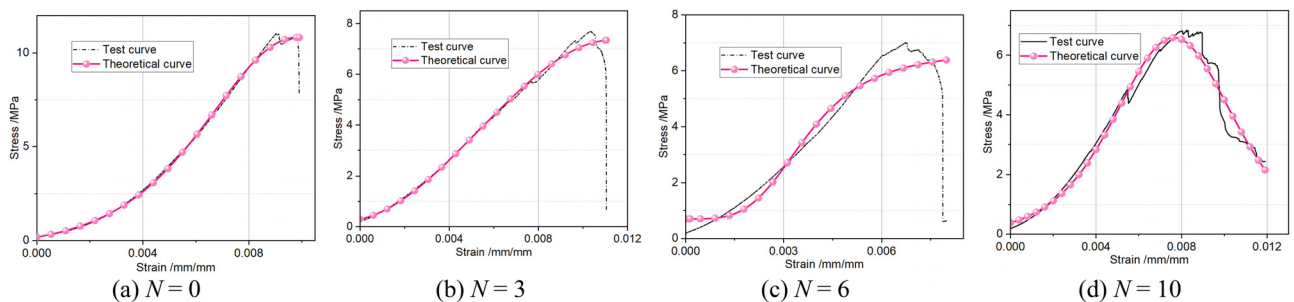 Stress /MPa
10
5
0
0.000
0.004
0.008
Strain /mm/mm
Test curve
Theoretical curve
(a) N = 0
Stress /MPa
8
6
4
2
0
0.000
0.004
0.008
0.012
Strain /mm/mm
Test curve
Theoretical curve
(b) N = 3
Stress /MPa
8
6
4
2
0
0.000
0.003
0.006
Strain /mm/mm
Test curve
Theoretical curve
(c) N = 6
Stress /MPa
6
4
2
0
0.000
0.004
0.008
0.012
Strain /mm/mm
Test curve
Theoretical curve
(d) N = 10